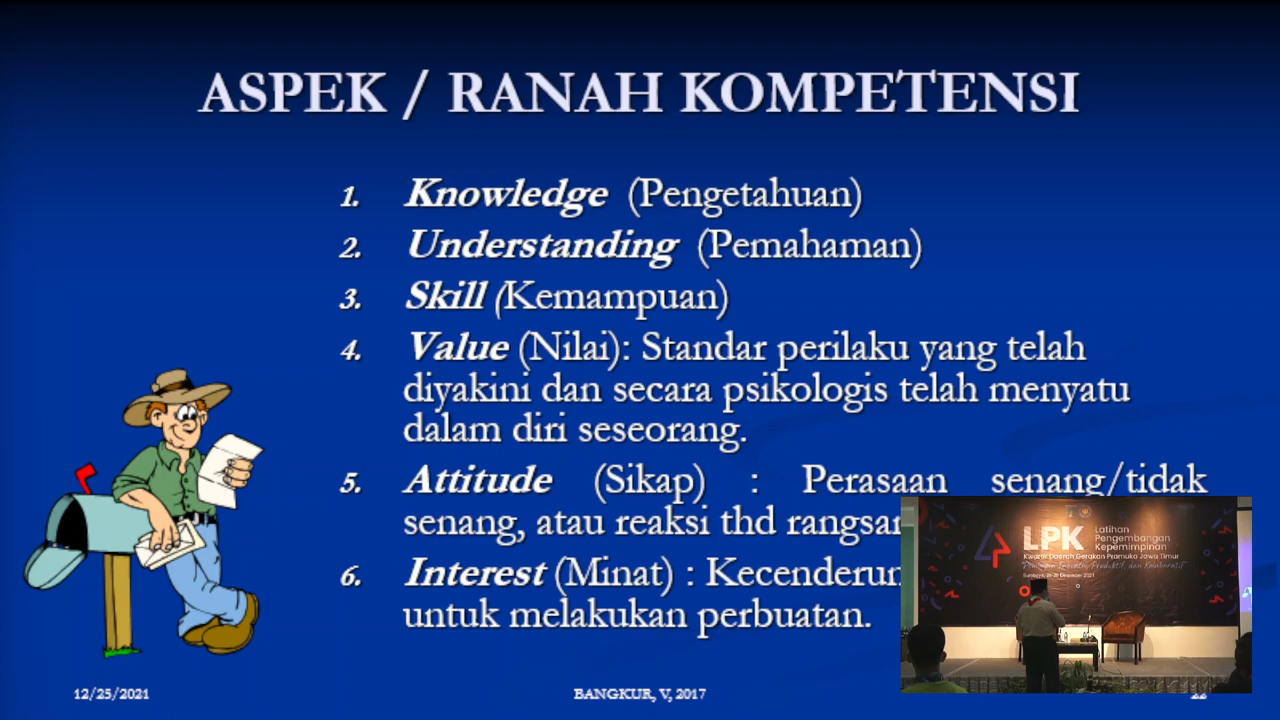 ASPEK / RANAH KOMPETENSI
1. Knowledge (Pengetahuan)
2. Understanding (Pemahaman)
3. Skill (Kemampuan)
4. Value (Nilai): Standar perilaku yang telah
diyakini dan secara psikologis telah menyatu
dalam diri seseorang.
5. Attitude (Sikap) : Perasaan senang/tidak
senang, atau reaksi thd
6. Interest (Minat) :
untuk melakukan perbuatan.
LPK Latihan
Pengembangan
Kepemimpinan
Kwartir Daerah Gerakan Pramuka Jawa Timur
12/25/2021
BANGKUR, V, 2017